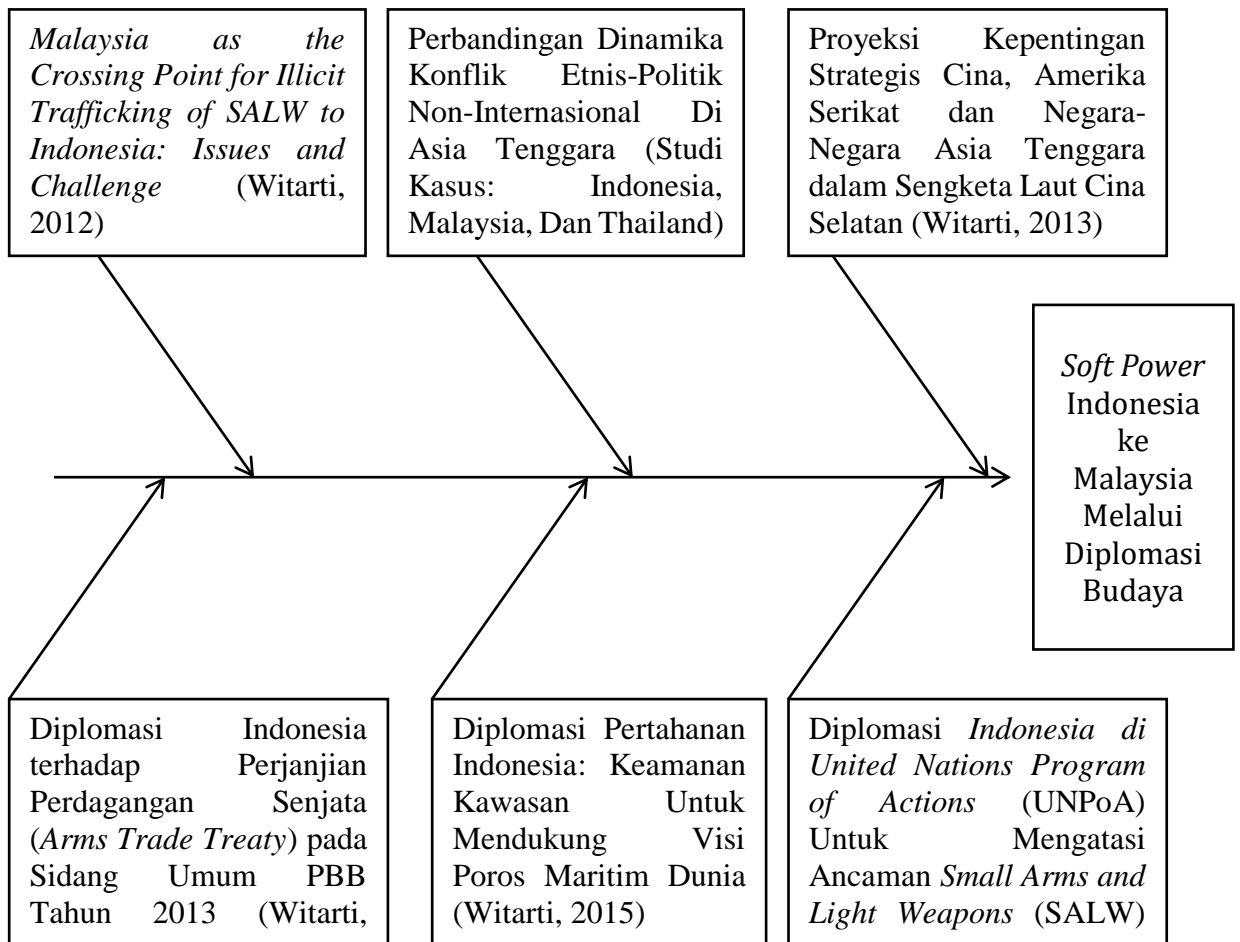 Malaysia as the
Crossing Point for Illicit
Trafficking of SALW to
Indonesia: Issues and
Challenge (Witarti,
2012)
Perbandingan Dinamika
Konflik Etnis-Politik
Non-Internasional Di
Asia Tenggara (Studi
Kasus: Indonesia,
Malaysia, Dan Thailand)
Proyeksi Kepentingan
Strategis Cina, Amerika
Serikat dan Negara-
Negara Asia Tenggara
dalam Sengketa Laut Cina
Selatan (Witarti, 2013)
Soft Power
Indonesia
ke
Malaysia
Melalui
Diplomasi
Budaya
Diplomasi Indonesia
terhadap Perjanjian
Perdagangan Senjata
(Arms Trade Treaty) pada
Sidang Umum PBB
Tahun 2013 (Witarti,
Diplomasi Pertahanan
Indonesia: Keamanan
Kawasan Untuk
Mendukung Visi
Poros Maritim Dunia
(Witarti, 2015)
Diplomasi Indonesia di
United Nations Program
of Actions (UNPoA)
Untuk Mengatasi
Ancaman Small Arms and
Light Weapons (SALW)